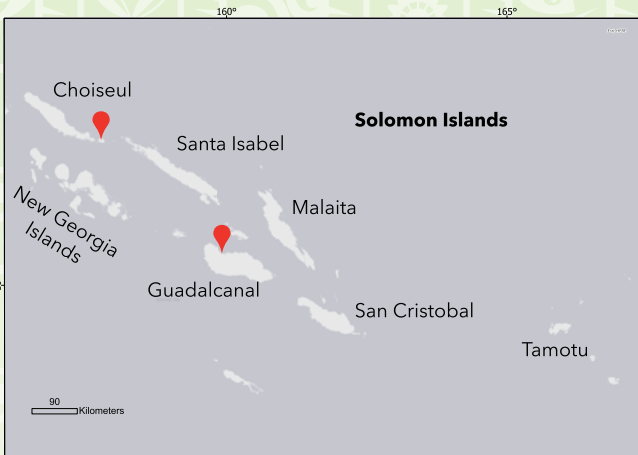 160°
165°
Choiseul
Solomon Islands
Santa Isabel
New Georgia
Islands
Malaita
Guadalcanal
San Cristobal
Tamotu
90
Kilometers